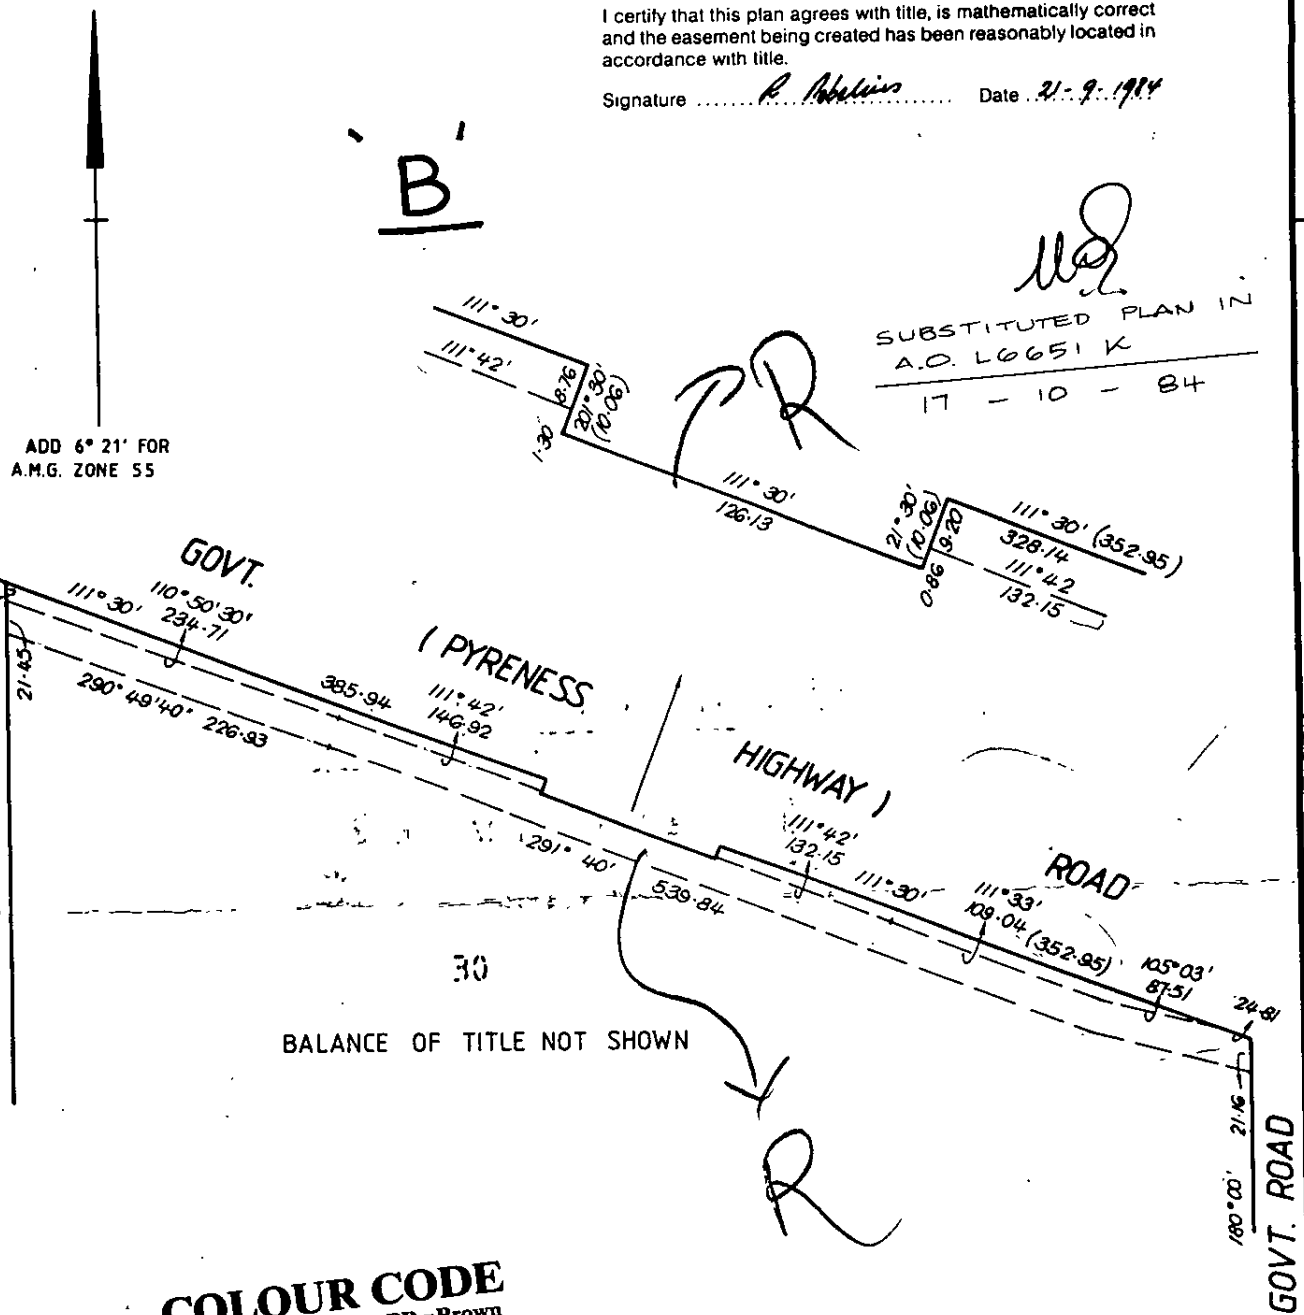 I certify that this plan agrees with title, is mathematically correct
and the easement being created has been reasonably located in
accordance with title.
Signature
Date 21-9-1984
'B'
SUBSTITUTED PLAN IN
A.O. L6651 K
17 - 10 - 84
111° 30'
111° 42'
8.76
201° 30'
(10.06)
1.30
R
111° 30'
126.13
21° 30'
(10.06)
9.20
0.86
111° 30' (352.95)
328.14
111° 42
132.15
ADD 6° 21' FOR
A.M.G. ZONE 55
GOVT.
( PYRENESS
HIGHWAY )
ROAD
111° 30'
110° 50' 30"
234.71
21.45
290° 49' 40" 226.93
385.94
111° 42'
146.92
291° 40'
539.84
111° 42'
132.15
111° 30'
111° 33'
109.04 (352.95)
105° 03'
87.51
24.81
30
BALANCE OF TITLE NOT SHOWN
R
21.16
180° 00'
GOVT. ROAD
COLOUR CODE
Brown